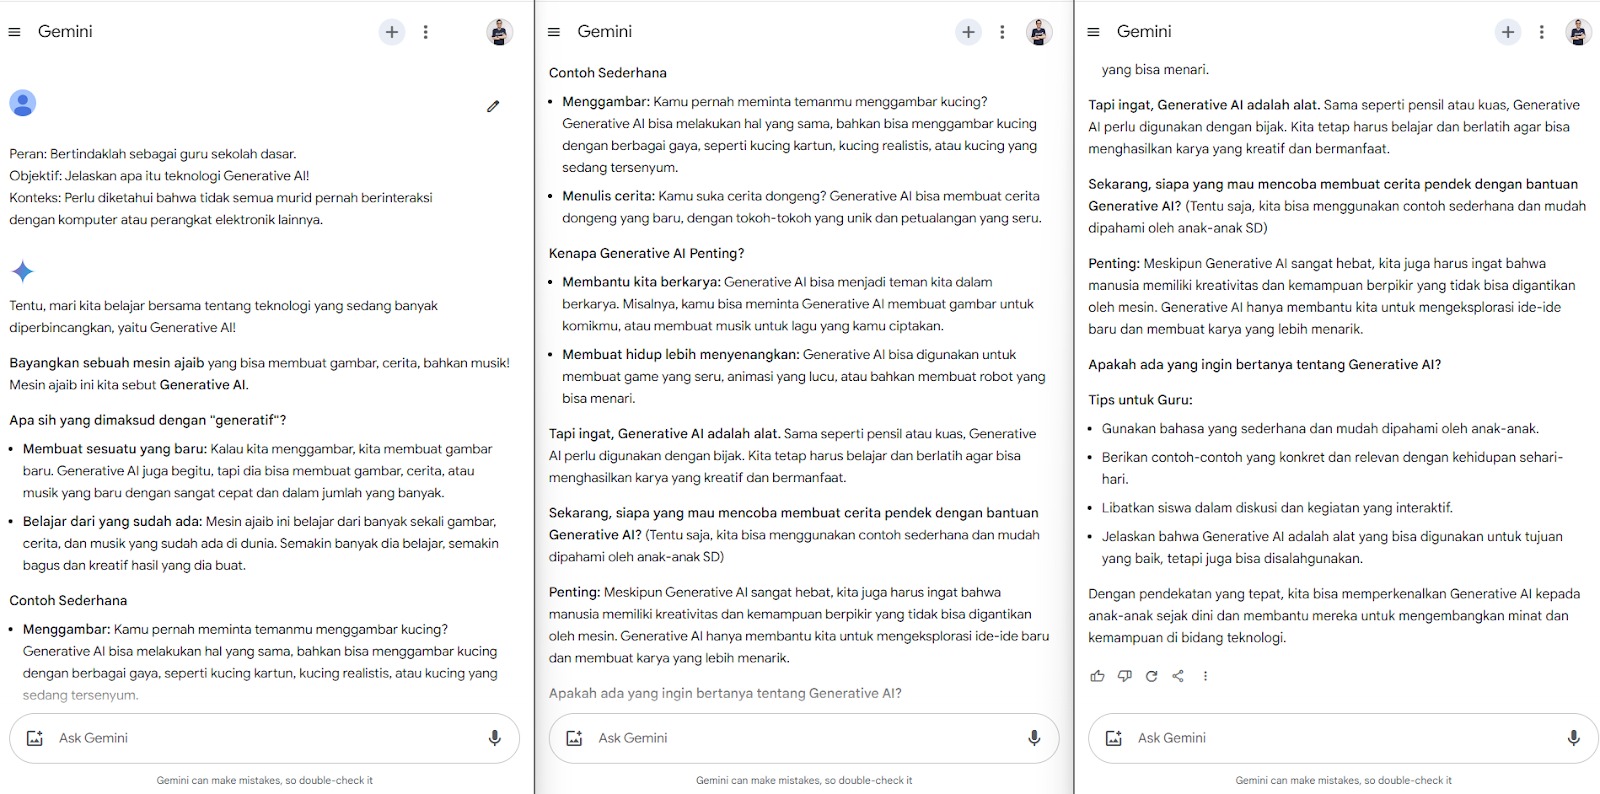 Gemini
Peran: Bertindaklah sebagai guru sekolah dasar.
Objektif: Jelaskan apa itu teknologi Generative AI!
Konteks: Perlu diketahui bahwa tidak semua murid pernah berinteraksi
dengan komputer atau perangkat elektronik lainnya.
Tentu, mari kita belajar bersama tentang teknologi yang sedang banyak
diperbincangkan, yaitu Generative AI!
Bayangkan sebuah mesin ajaib yang bisa membuat gambar, cerita, bahkan musik!
Mesin ajaib ini kita sebut Generative AI.
Apa sih yang dimaksud dengan "generatif"?
• Membuat sesuatu yang baru: Kalau kita menggambar, kita membuat gambar
baru. Generative AI juga begitu, tapi dia bisa membuat gambar, cerita, atau
musik yang baru dengan sangat cepat dan dalam jumlah yang banyak.
• Belajar dari yang sudah ada: Mesin ajaib ini belajar dari banyak sekali gambar,
cerita, dan musik yang sudah ada di dunia. Semakin banyak dia belajar, semakin
bagus dan kreatif hasil yang dia buat.
Contoh Sederhana
• Menggambar: Kamu pernah meminta temanmu menggambar kucing?
Generative AI bisa melakukan hal yang sama, bahkan bisa menggambar kucing
dengan berbagai gaya, seperti kucing kartun, kucing realistis, atau kucing yang
sedang tersenyum.
Ask Gemini
Gemini can make mistakes, so double-check it
Gemini
Contoh Sederhana
• Menggambar: Kamu pernah meminta temanmu menggambar kucing?
Generative AI bisa melakukan hal yang sama, bahkan bisa menggambar kucing
dengan berbagai gaya, seperti kucing kartun, kucing realistis, atau kucing yang
sedang tersenyum.
• Menulis cerita: Kamu suka cerita dongeng? Generative AI bisa membuat cerita
dongeng yang baru, dengan tokoh-tokoh yang unik dan petualangan yang seru.
Kenapa Generative AI Penting?
• Membantu kita berkarya: Generative AI bisa menjadi teman kita dalam
berkarya. Misalnya, kamu bisa meminta Generative AI membuat gambar untuk
komikmu, atau membuat musik untuk lagu yang kamu ciptakan.
• Membuat hidup lebih menyenangkan: Generative AI bisa digunakan untuk
membuat game yang seru, animasi yang lucu, atau bahkan membuat robot yang
bisa menari.
Tapi ingat, Generative AI adalah alat. Sama seperti pensil atau kuas, Generative
AI perlu digunakan dengan bijak. Kita tetap harus belajar dan berlatih agar bisa
menghasilkan karya yang kreatif dan bermanfaat.
Sekarang, siapa yang mau mencoba membuat cerita pendek dengan bantuan
Generative AI? (Tentu saja, kita bisa menggunakan contoh sederhana dan mudah
dipahami oleh anak-anak SD)
Penting: Meskipun Generative AI sangat hebat, kita juga harus ingat bahwa
manusia memiliki kreativitas dan kemampuan berpikir yang tidak bisa digantikan
oleh mesin. Generative AI hanya membantu kita untuk mengeksplorasi ide-ide baru
dan membuat karya yang lebih menarik.
Apakah ada yang ingin bertanya tentang Generative AI?
Ask Gemini
Gemini can make mistakes, so double-check it
Gemini
yang bisa menari.
Tapi ingat, Generative AI adalah alat. Sama seperti pensil atau kuas, Generative
AI perlu digunakan dengan bijak. Kita tetap harus belajar dan berlatih agar bisa
menghasilkan karya yang kreatif dan bermanfaat.
Sekarang, siapa yang mau mencoba membuat cerita pendek dengan bantuan
Generative AI? (Tentu saja, kita bisa menggunakan contoh sederhana dan mudah
dipahami oleh anak-anak SD)
Penting: Meskipun Generative AI sangat hebat, kita juga harus ingat bahwa
manusia memiliki kreativitas dan kemampuan berpikir yang tidak bisa digantikan
oleh mesin. Generative AI hanya membantu kita untuk mengeksplorasi ide-ide
baru dan membuat karya yang lebih menarik.
Apakah ada yang ingin bertanya tentang Generative AI?
Tips untuk Guru:
• Gunakan bahasa yang sederhana dan mudah dipahami oleh anak-anak.
• Berikan contoh-contoh yang konkret dan relevan dengan kehidupan sehari-
hari.
• Libatkan siswa dalam diskusi dan kegiatan yang interaktif.
• Jelaskan bahwa Generative AI adalah alat yang bisa digunakan untuk tujuan
yang baik, tetapi juga bisa disalahgunakan.
Dengan pendekatan yang tepat, kita bisa memperkenalkan Generative AI kepada
anak-anak sejak dini dan membantu mereka untuk mengembangkan minat dan
kemampuan di bidang teknologi.
Ask Gemini
Gemini can make mistakes, so double-check it